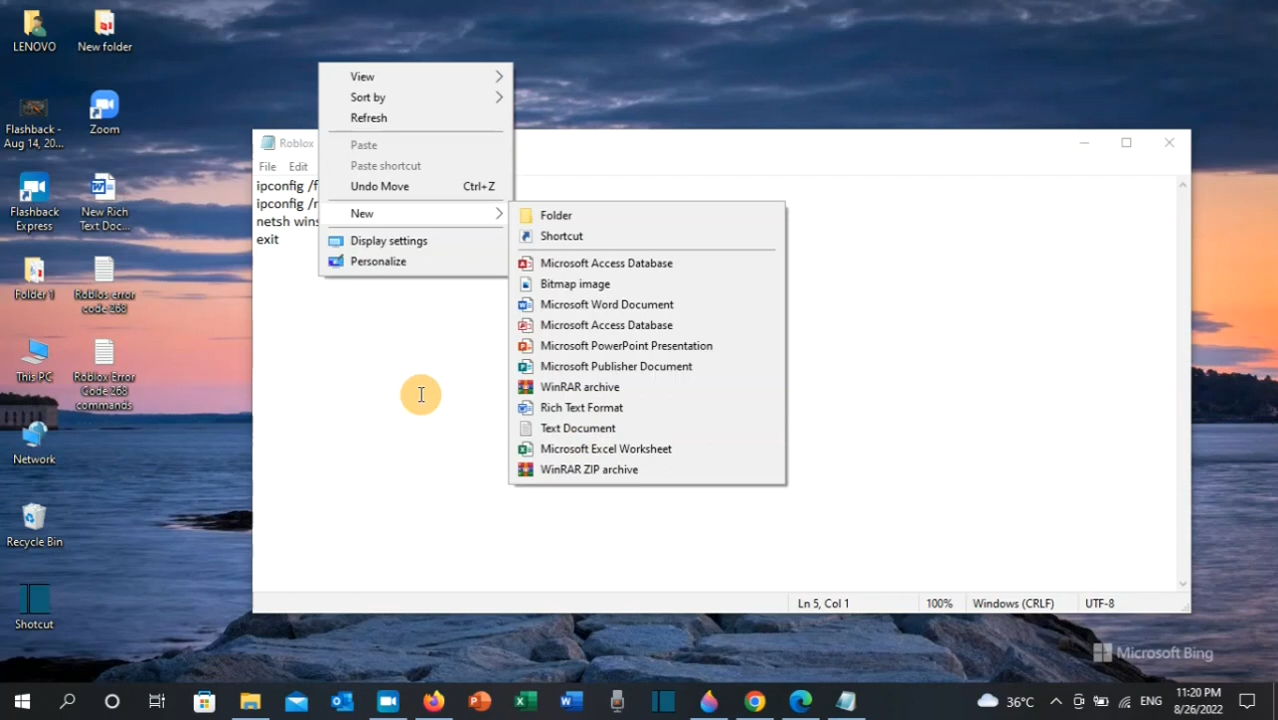 LENOVO
New folder
Flashback -
Aug 14, 20...
Zoom
Flashback
Express
New Rich
Text Doc...
Folder 1
Roblos error
code 268
This PC
Roblox Error
Code 268
commands
Network
Recycle Bin
Shotcut
View
Sort by
Refresh
Paste
Paste shortcut
Undo Move Ctrl+Z
New
Display settings
Personalize
Folder
Shortcut
Microsoft Access Database
Bitmap image
Microsoft Word Document
Microsoft Access Database
Microsoft PowerPoint Presentation
Microsoft Publisher Document
WinRAR archive
Rich Text Format
Text Document
Microsoft Excel Worksheet
WinRAR ZIP archive
Roblox
File Edit
ipconfig /f
ipconfig /r
netsh wins
exit
Ln 5, Col 1 100% Windows (CRLF) UTF-8
Microsoft Bing
36°C ENG
11:20 PM
8/26/2022